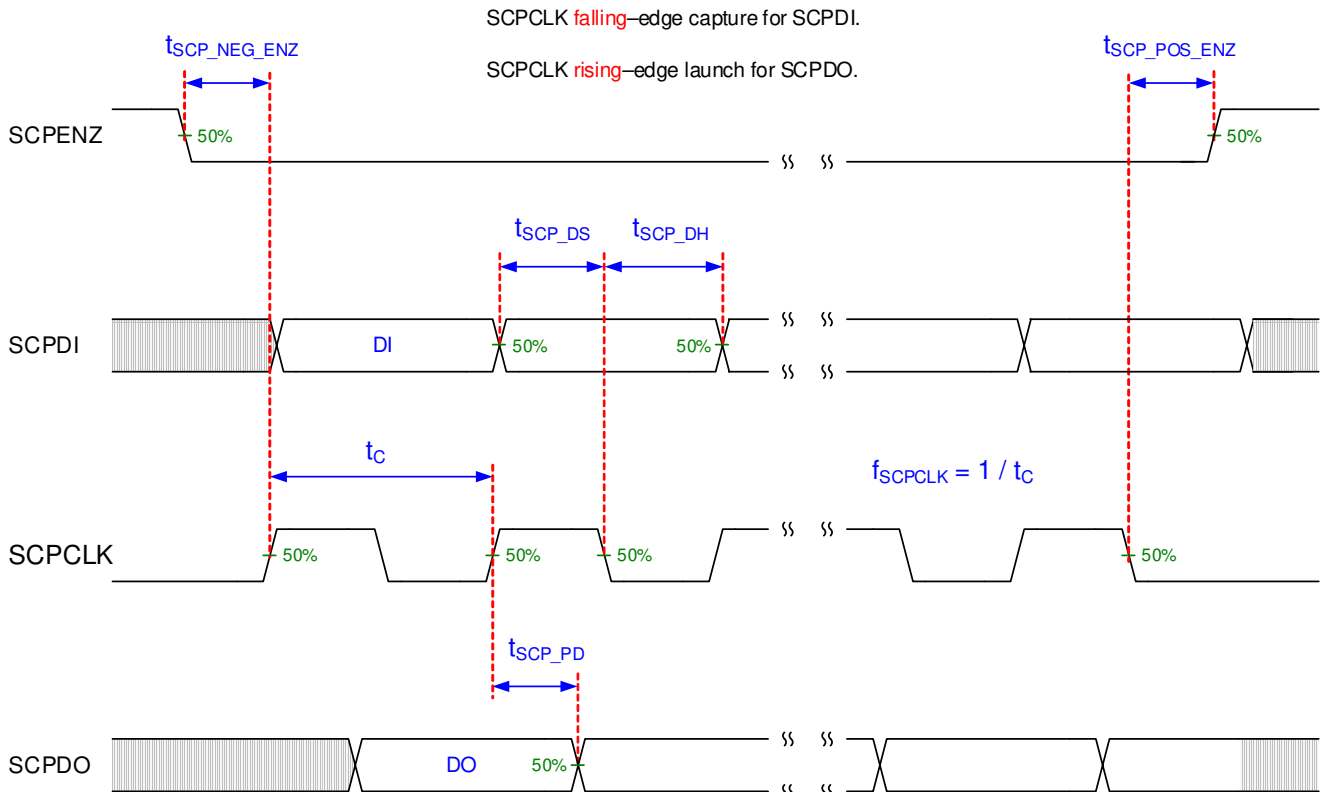 SCPCLK falling–edge capture for SCPDI.
SCPCLK rising–edge launch for SCPDO.
tSCP_NEG_ENZ
tSCP_POS_ENZ
SCPENZ
50%
50%
tSCP_DS
tSCP_DH
SCPDI
DI
50%
50%
tC
fSCPCLK = 1 / tC
SCPCLK
50%
50%
50%
50%
tSCP_PD
SCPDO
DO
50%